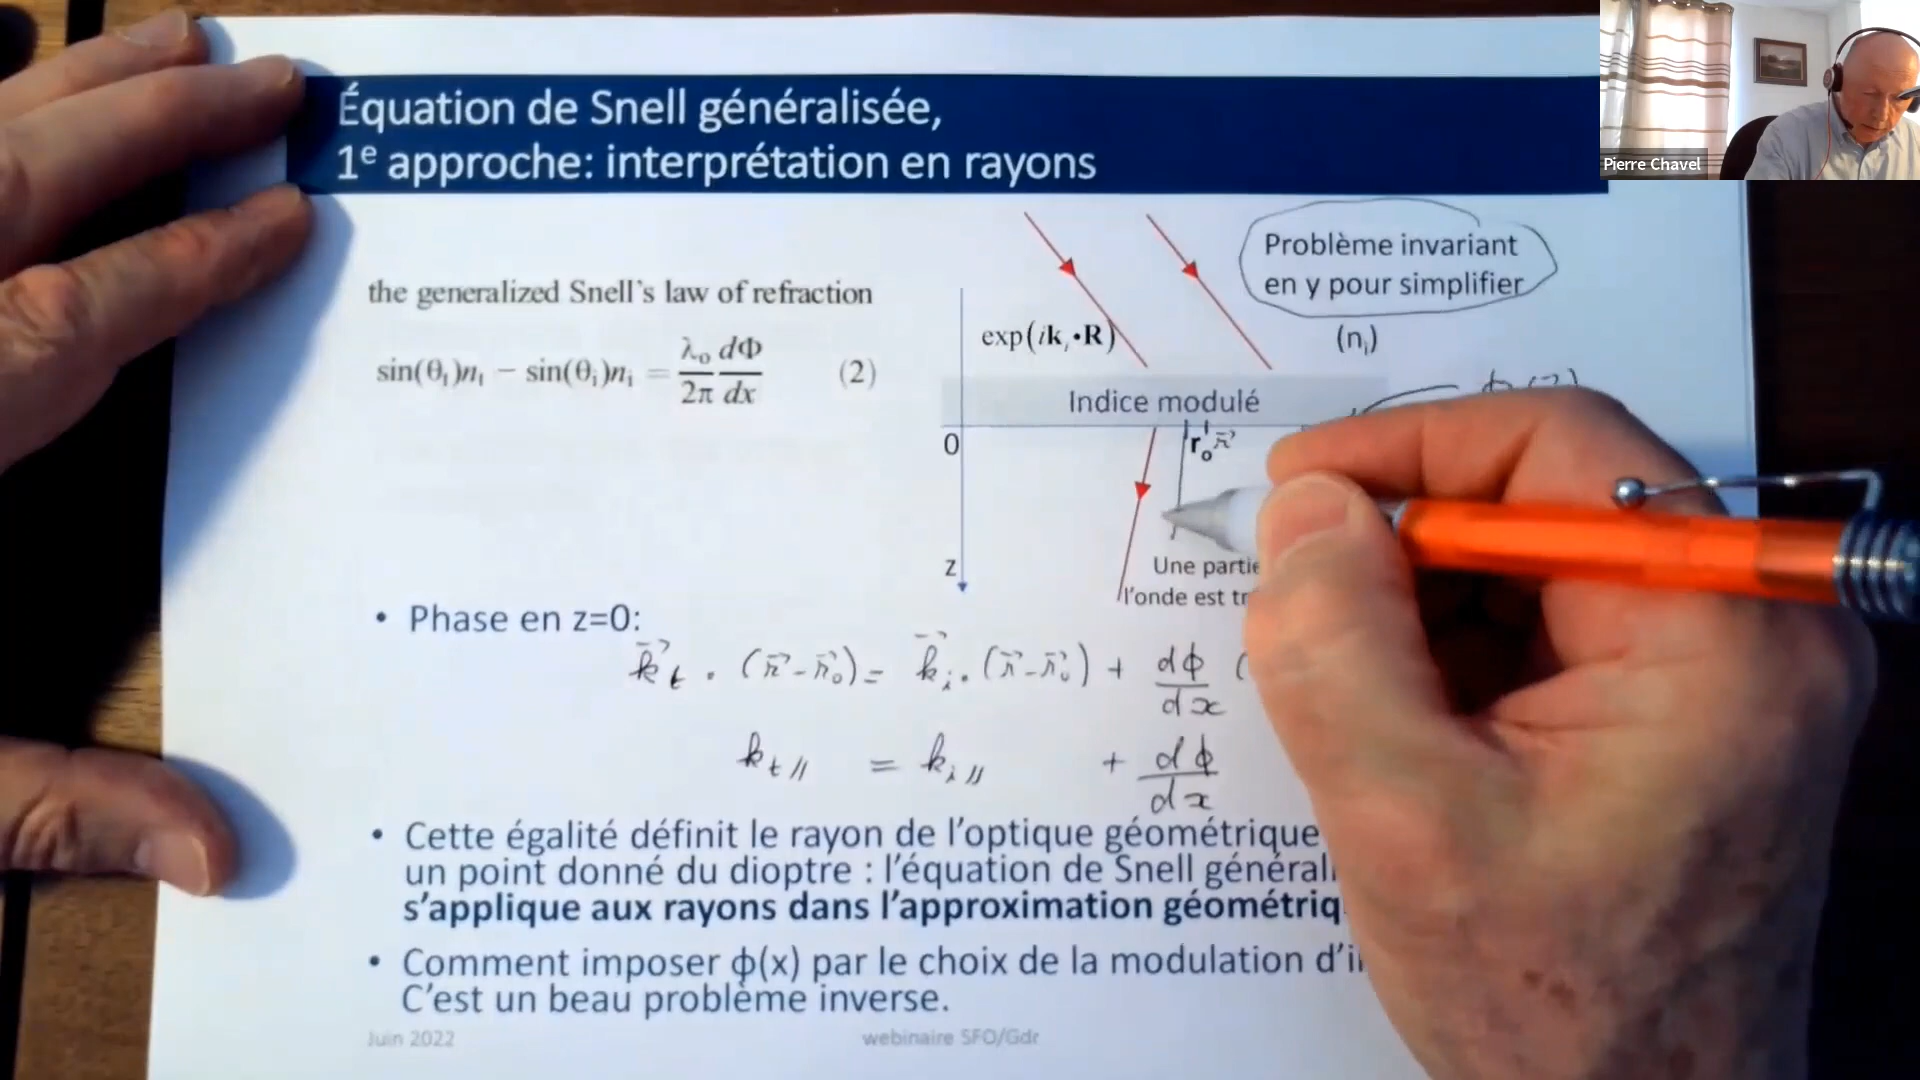 Équation de Snell généralisée,
1e approche: interprétation en rayons
Pierre Chavel
the generalized Snell's law of refraction
sin(θt)nt − sin(θi)ni = λo/2π dΦ/dx (2)
Problème invariant
en y pour simplifier
(ni)
exp(iki•R)
Indice modulé
0
ro r⃗
z
Une partie
l'onde est
• Phase en z=0:
k⃗t . (r⃗-r⃗o) = k⃗i . (r⃗-r⃗o) + dϕ/dx (
kt// = ki// + dϕ/dx
• Cette égalité définit le rayon de l'optique géométrique
un point donné du dioptre : l'équation de Snell
s'applique aux rayons dans l'approximation
• Comment imposer ϕ(x) par le choix de la modulation
C'est un beau problème inverse.
Juin 2022
webinaire SFO/Gdr